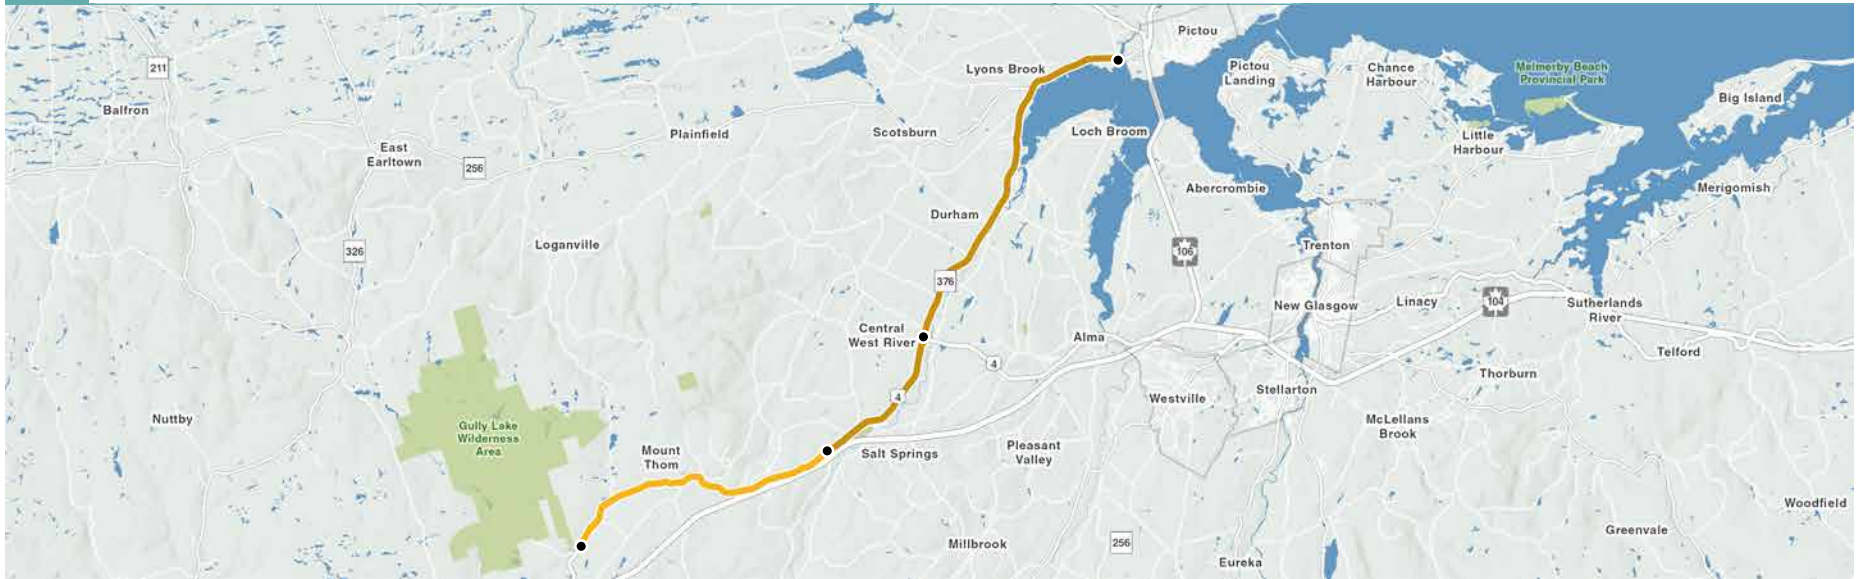 Pictou
211
Lyons Brook
Pictou
Landing
Chance
Harbour
Melmerby Beach
Provincial Park
Big Island
Balfron
Plainfield
Scotsburn
Loch Broom
Little
Harbour
East
Earltown
256
Abercrombie
Merigomish
Durham
Loganville
326
106
Trenton
376
New Glasgow
Linacy
104
Sutherlands
River
Central
West River
Alma
4
Telford
Thorburn
Stellarton
4
Westville
Nuttby
Gully Lake
Wilderness
Area
McLellans
Brook
Mount
Thom
Salt Springs
Pleasant
Valley
Woodfield
Greenvale
Millbrook
256
Eureka